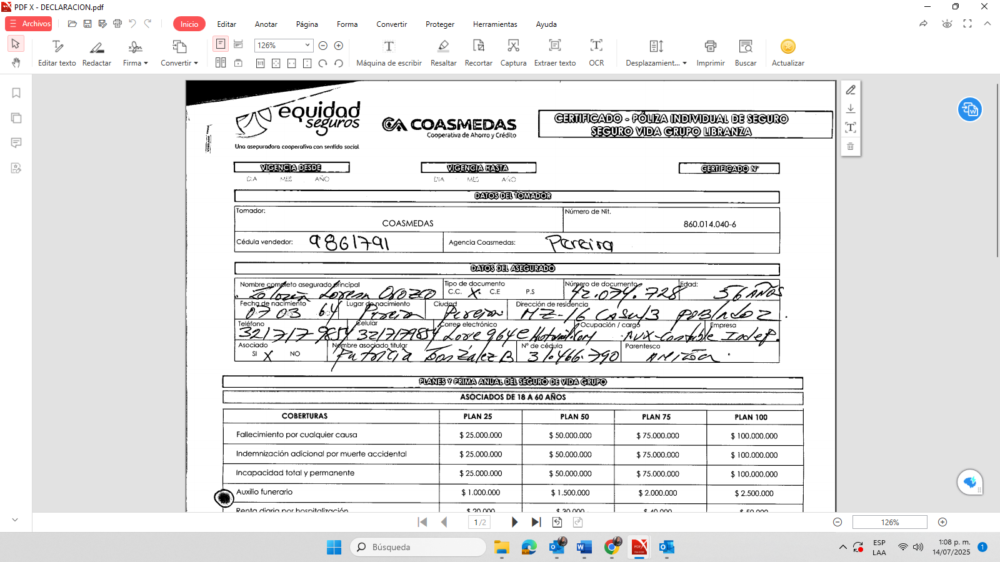 PDF X - DECLARACION.pdf
Archivos
Inicio Editar Anotar Página Forma Convertir Proteger Herramientas Ayuda
Editar texto Redactar Firma Convertir 126% Máquina de escribir Resaltar Recortar Captura Extraer texto OCR Desplazamient... Imprimir Buscar Actualizar
equidad seguros
Una aseguradora cooperativa con sentido social
COASMEDAS
Cooperativa de Ahorro y Crédito
CERTIFICADO - PÓLIZA INDIVIDUAL DE SEGURO
SEGURO VIDA GRUPO LIBRANZA
VIGENCIA DESDE VIGENCIA HASTA CERTIFICADO N°
DIA MES AÑO DIA MES AÑO
DATOS DEL TOMADOR
Tomador: COASMEDAS Número de Nit. 860.014.040-6
Cédula vendedor: 9861791 Agencia Coasmedas: Pereira
DATOS DEL ASEGURADO
Nombre completo asegurado principal Tipo de documento Número de documento Edad:
Lorena Orozco C.C. X C.E P.S 42.074.728 56 AÑOS
Fecha de nacimiento Lugar de nacimiento Ciudad Dirección de residencia
07 03 64 Pereira Pereira MZ-16 CASA 13
Teléfono Celular Correo electrónico Ocupación / cargo Empresa
3217179854 3217179854 Lore964@Hotmail.com AUX-Contable Indep.
Asociado Nombre asociado titular N° de cédula Parentesco
SI X NO Patricia González B 31.466.790 AMIGA
PLANES Y PRIMA ANUAL DEL SEGURO DE VIDA GRUPO
ASOCIADOS DE 18 A 60 AÑOS
COBERTURAS PLAN 25 PLAN 50 PLAN 75 PLAN 100
Fallecimiento por cualquier causa $ 25.000.000 $ 50.000.000 $ 75.000.000 $ 100.000.000
Indemnización adicional por muerte accidental $ 25.000.000 $ 50.000.000 $ 75.000.000 $ 100.000.000
Incapacidad total y permanente $ 25.000.000 $ 50.000.000 $ 75.000.000 $ 100.000.000
Auxilio funerario $ 1.000.000 $ 1.500.000 $ 2.000.000 $ 2.500.000
Renta diaria por hospitalización $ 20.000 $ 30.000 $ 40.000 $ 50.000
1/2
126%
Búsqueda
ESP
LAA
1:08 p. m.
14/07/2025
1